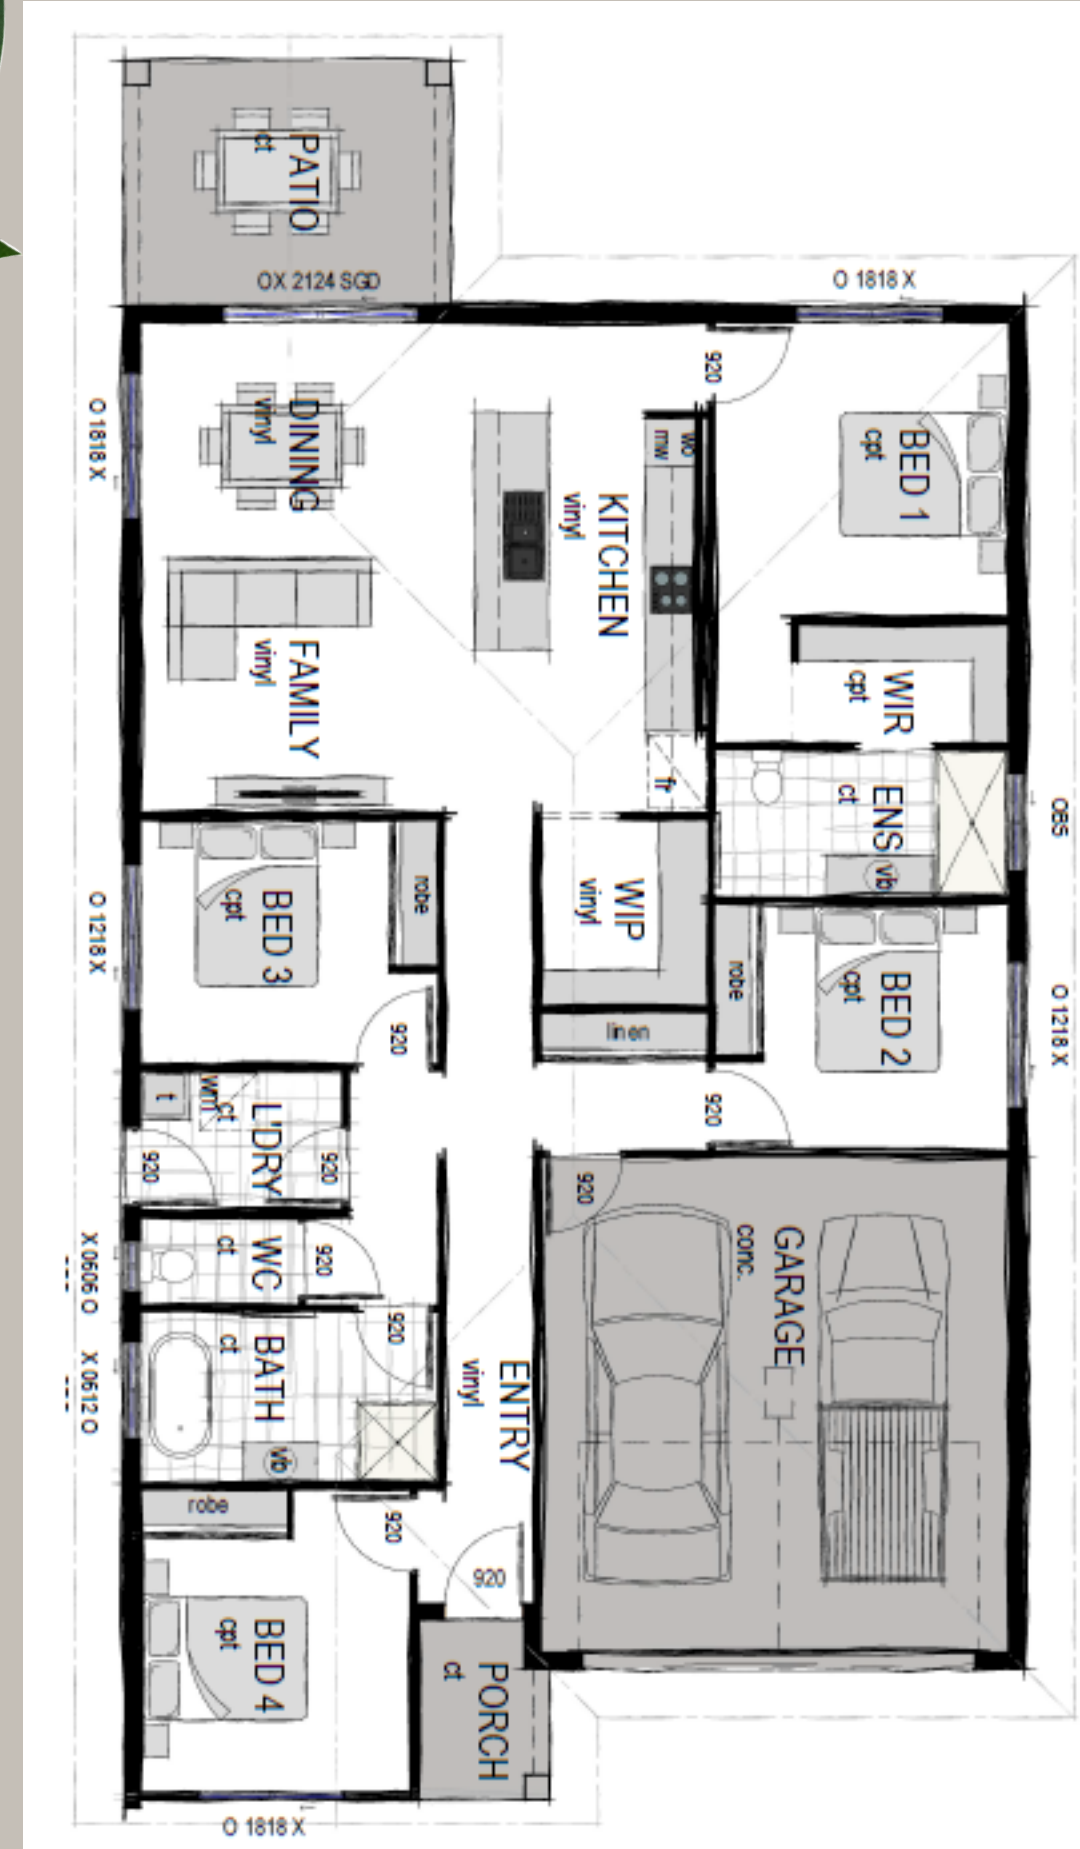 PATIO
ct
OX 2124 SGD
O 1818 X
920
O 1818 X
DINING
vinyl
KITCHEN
vinyl
wo
mw
BED 1
cpt
FAMILY
vinyl
WIR
cpt
fr
ENS
ct
vb
OBS
BED 3
cpt
robe
O 1218 X
WIP
vinyl
robe
BED 2
cpt
O 1218 X
linen
920
920
t
wm
ct
L'DRY
920
920
920
GARAGE
conc.
WC
ct
920
X 0606 O
920
BATH
ct
vb
X 0612 O
ENTRY
vinyl
robe
920
920
BED 4
cpt
PORCH
ct
O 1818 X